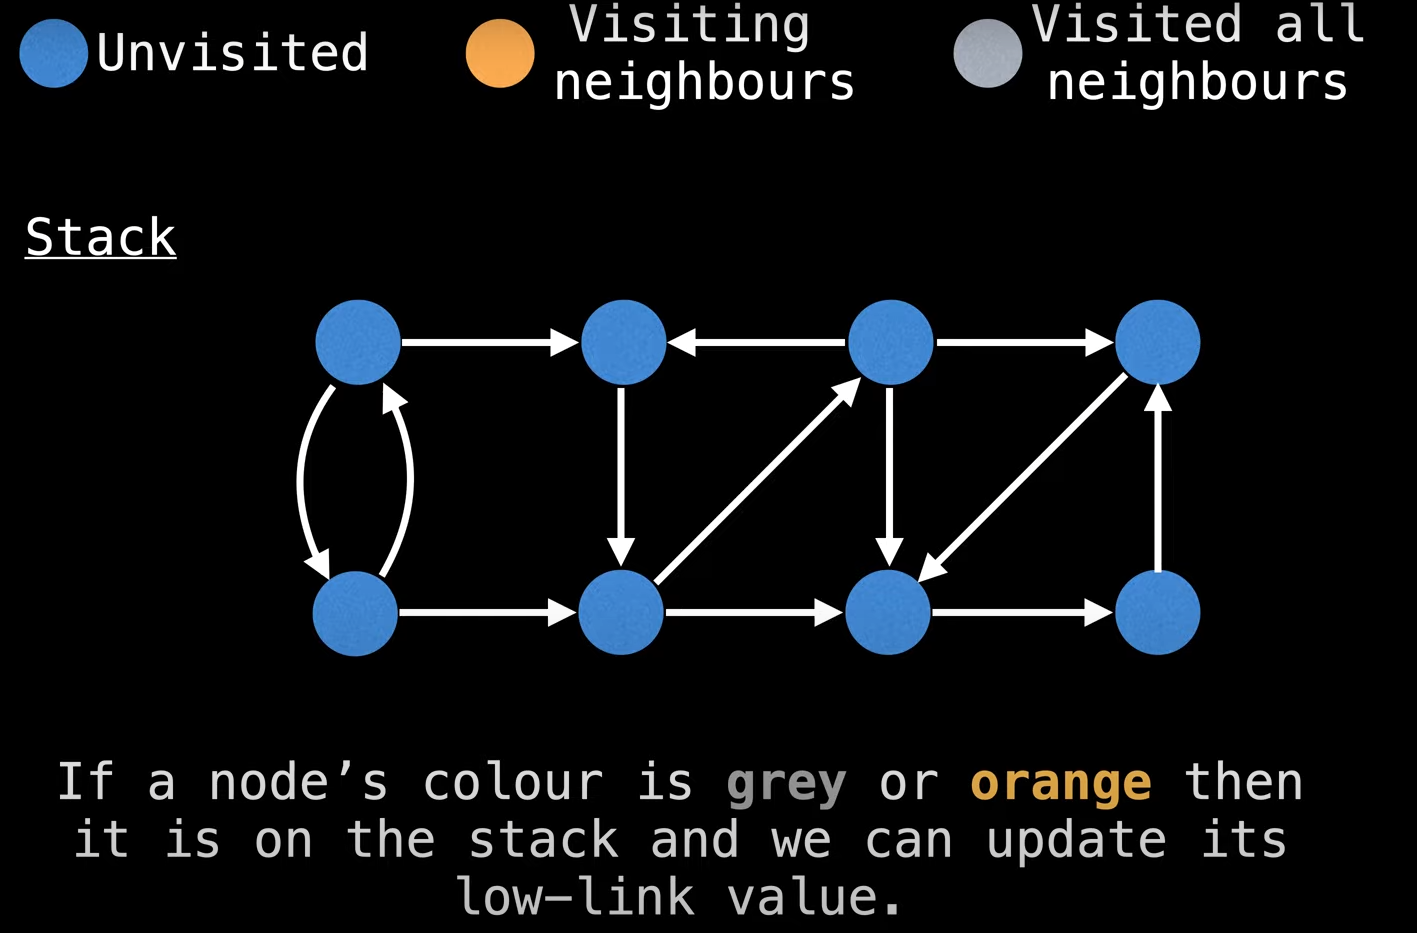 Unvisited
Visiting
neighbours
Visited all
neighbours
Stack
If a node’s colour is grey or orange then
it is on the stack and we can update its
low-link value.